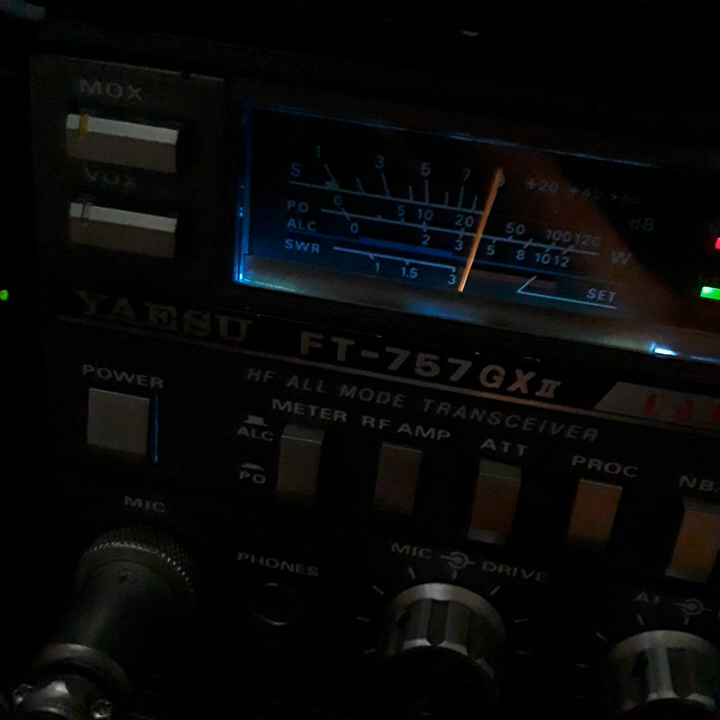 MOX
VOX
S 1 3 5 7 9 +20 +40 +60 dB
PO 0 5 10 20 50 100 120 W
ALC 0 2 3 5 8 10 12
SWR 1 1.5 3 SET
YAESU FT-757GXII
HF ALL MODE TRANSCEIVER
POWER
METER RF AMP ATT PROC NB
ALC
PO
MIC
PHONES
MIC DRIVE
AF